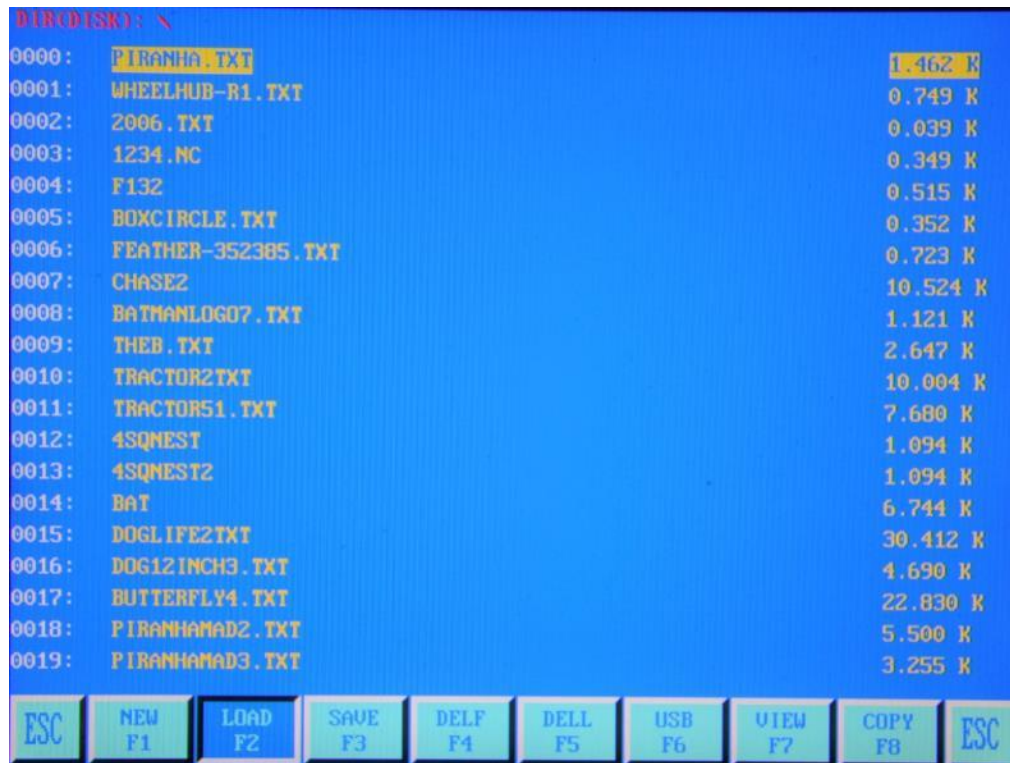 DIR(DISK): \
0000: PIRANHA.TXT 1.462 K
0001: WHEELHUB-R1.TXT 0.749 K
0002: 2006.TXT 0.039 K
0003: 1234.NC 0.349 K
0004: F132 0.515 K
0005: BOXCIRCLE.TXT 0.352 K
0006: FEATHER-352385.TXT 0.723 K
0007: CHASE2 10.524 K
0008: BATMANLOGO7.TXT 1.121 K
0009: THEB.TXT 2.647 K
0010: TRACTOR2TXT 10.004 K
0011: TRACTOR51.TXT 7.680 K
0012: 4SQNEST 1.094 K
0013: 4SQNEST2 1.094 K
0014: BAT 6.744 K
0015: DOGLIFE2TXT 30.412 K
0016: DOG12INCH3.TXT 4.690 K
0017: BUTTERFLY4.TXT 22.830 K
0018: PIRANHAMAD2.TXT 5.500 K
0019: PIRANHAMAD3.TXT 3.255 K
ESC NEW LOAD SAVE DELF DELL USB VIEW COPY ESC
F1 F2 F3 F4 F5 F6 F7 F8